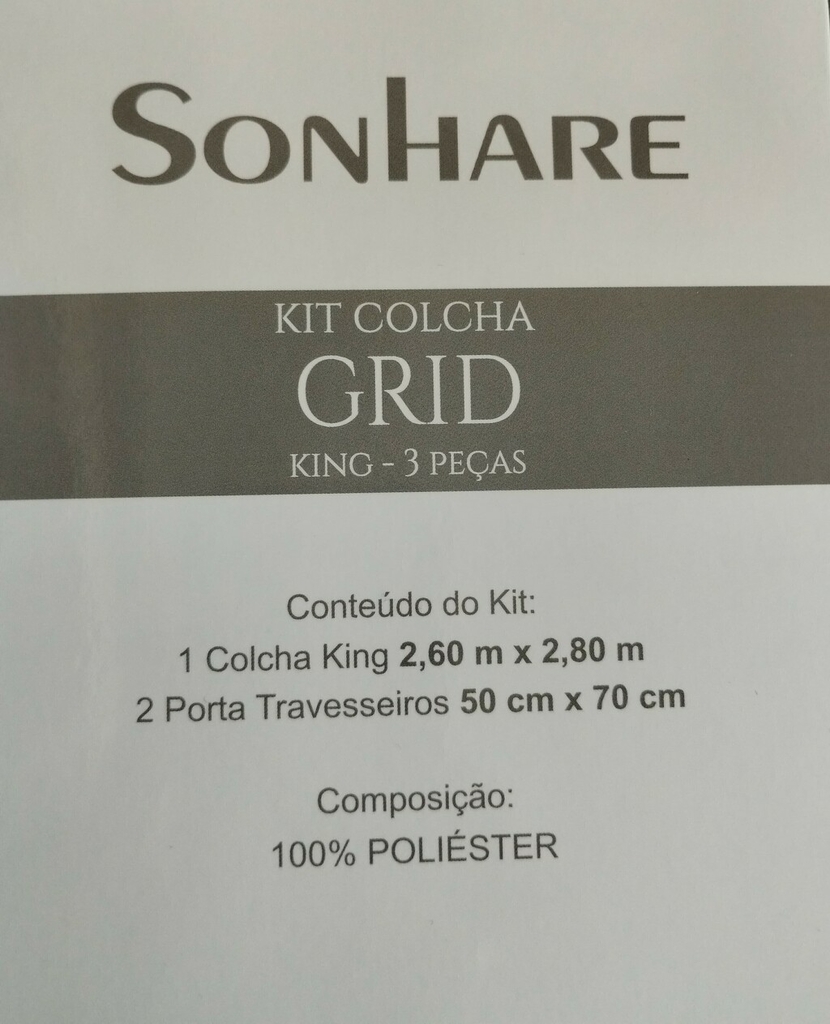 SONHARE
KIT COLCHA
GRID
KING - 3 PEÇAS
Conteúdo do Kit:
1 Colcha King 2,60 m x 2,80 m
2 Porta Travesseiros 50 cm x 70 cm
Composição:
100% POLIÉSTER